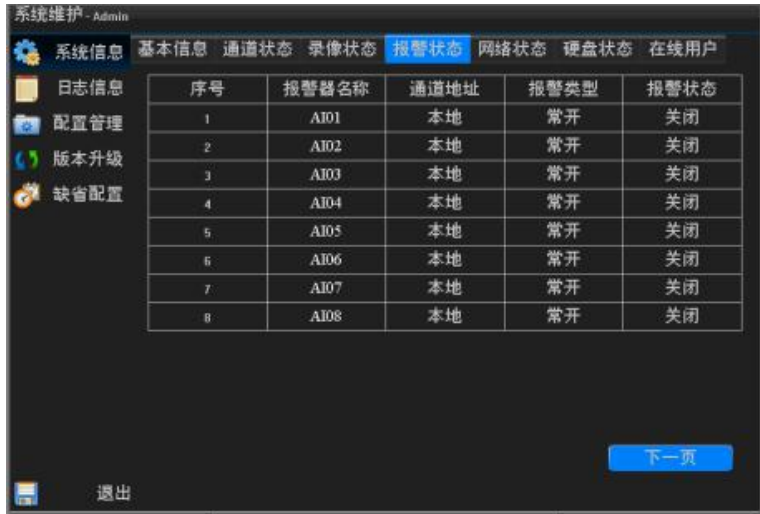 系统维护 - Admin
系统信息 基本信息 通道状态 录像状态 报警状态 网络状态 硬盘状态 在线用户
日志信息
配置管理
版本升级
缺省配置
序号 报警器名称 通道地址 报警类型 报警状态
1 AI01 本地 常开 关闭
2 AI02 本地 常开 关闭
3 AI03 本地 常开 关闭
4 AI04 本地 常开 关闭
5 AI05 本地 常开 关闭
6 AI06 本地 常开 关闭
7 AI07 本地 常开 关闭
8 AI08 本地 常开 关闭
下一页
退出